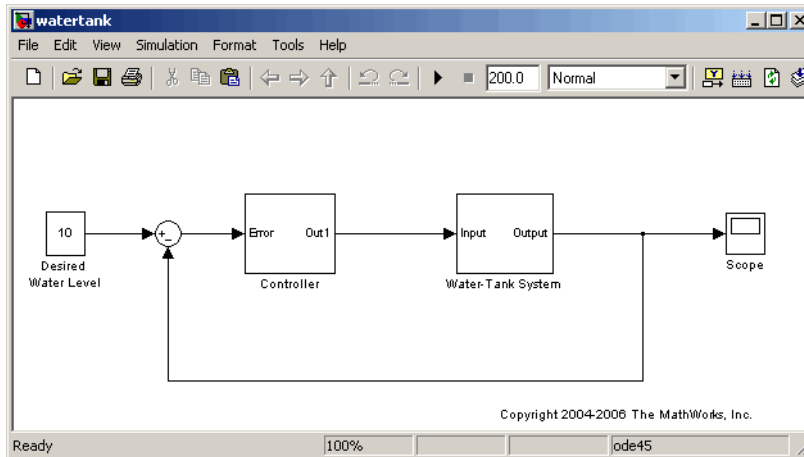 watertank
File Edit View Simulation Format Tools Help
200.0 Normal
10
+
-
Error Out1
Input Output
Desired
Water Level
Controller
Water-Tank System
Scope
Copyright 2004-2006 The MathWorks, Inc.
Ready 100% ode45